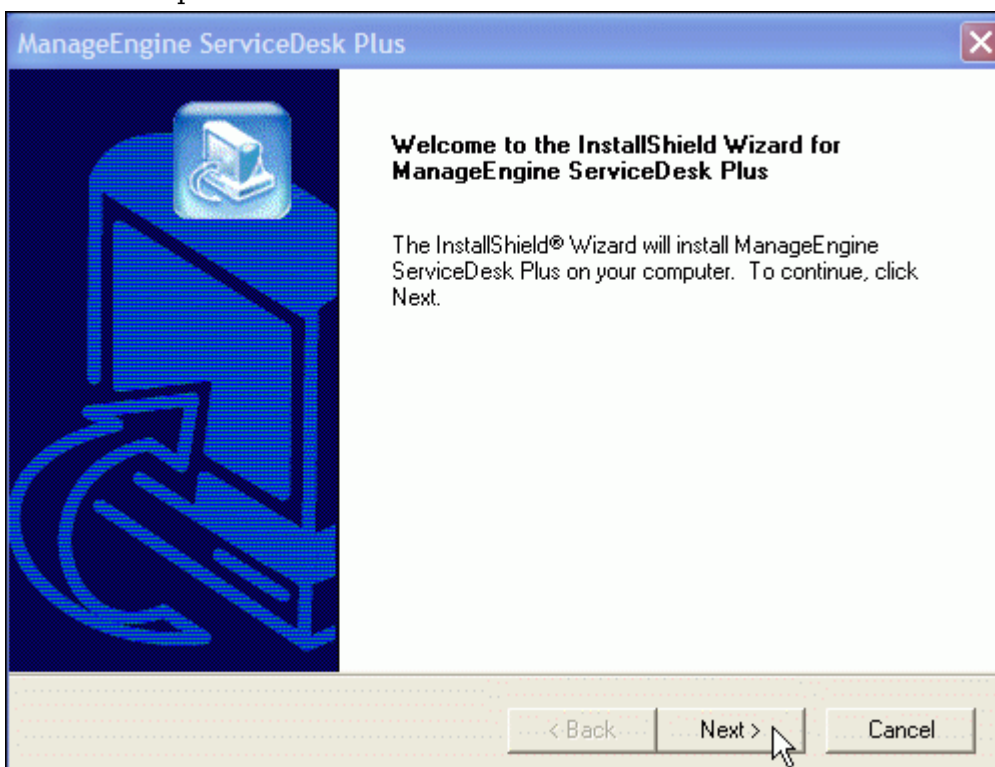 ManageEngine ServiceDesk Plus
Welcome to the InstallShield Wizard for
ManageEngine ServiceDesk Plus
The InstallShield® Wizard will install ManageEngine
ServiceDesk Plus on your computer. To continue, click
Next.
< Back
Next >
Cancel